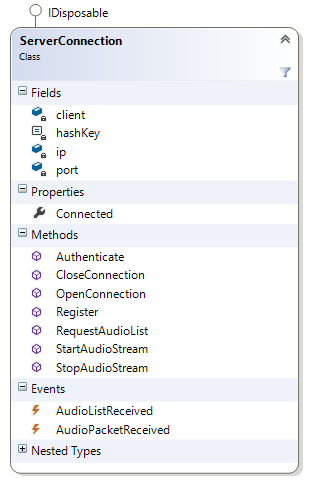 IDisposable
ServerConnection
Class
Fields
client
hashKey
ip
port
Properties
Connected
Methods
Authenticate
CloseConnection
OpenConnection
Register
RequestAudioList
StartAudioStream
StopAudioStream
Events
AudioListReceived
AudioPacketReceived
Nested Types